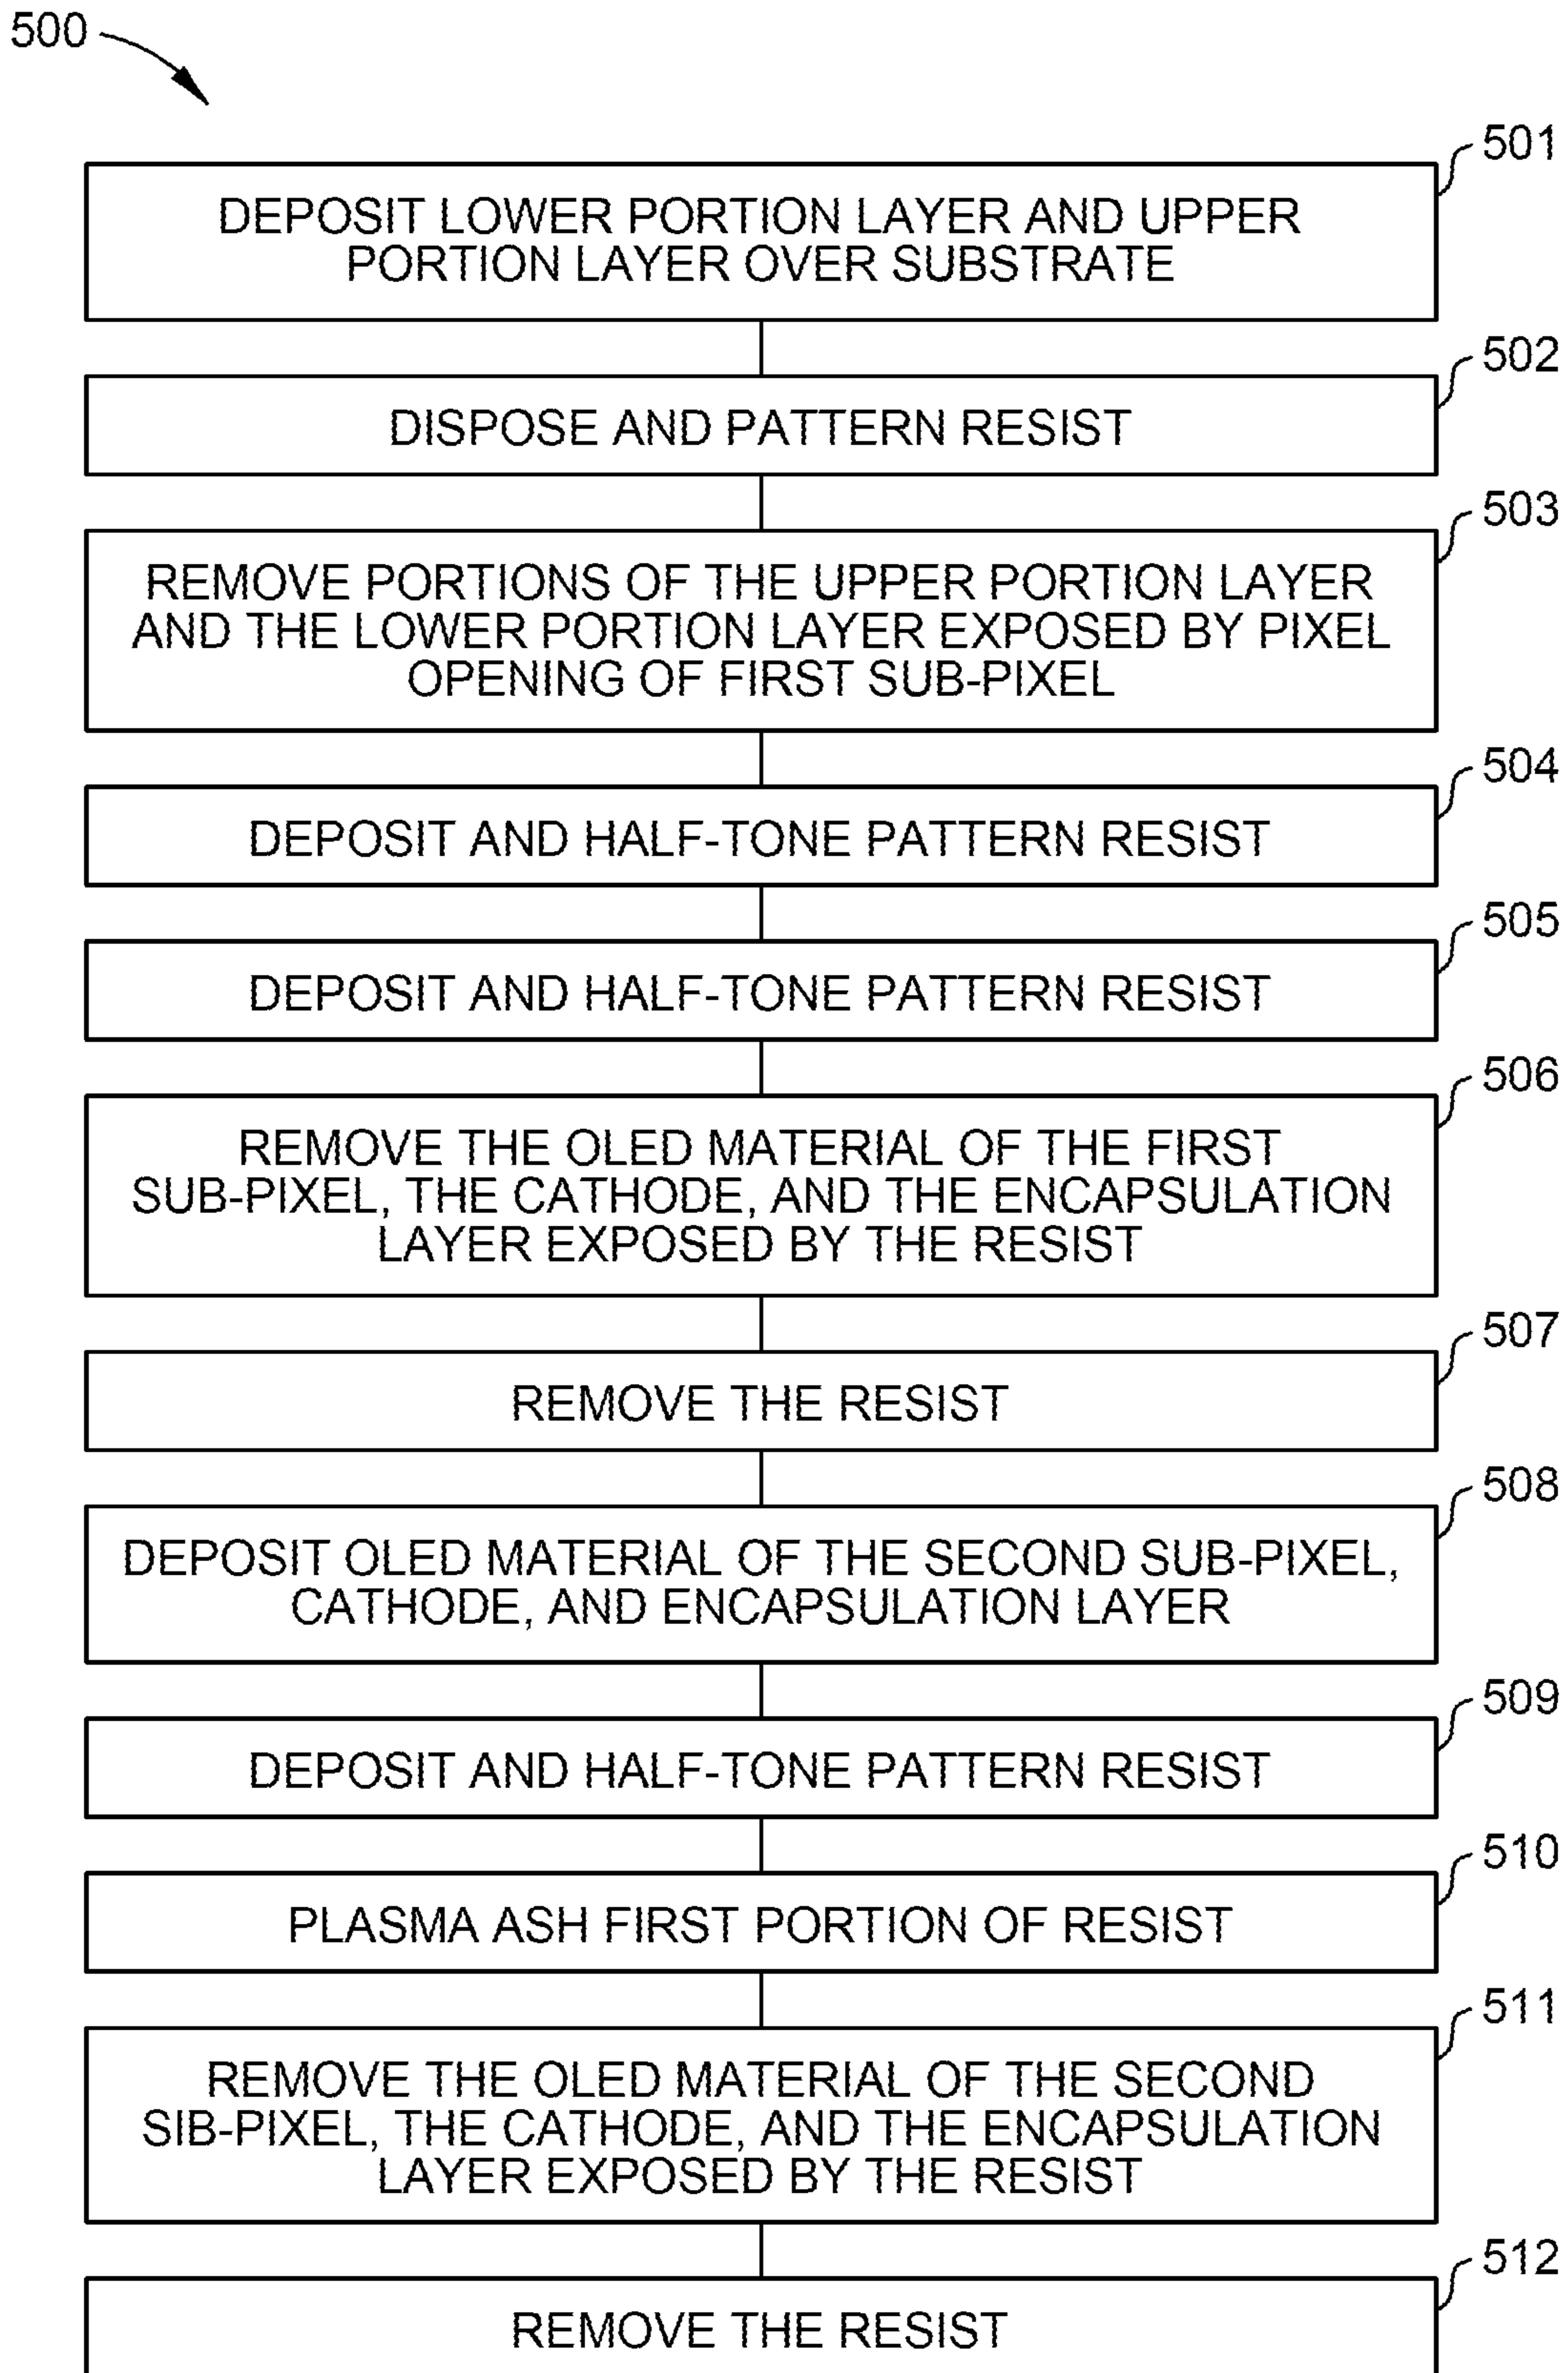 500
501
DEPOSIT LOWER PORTION LAYER AND UPPER
PORTION LAYER OVER SUBSTRATE
502
DISPOSE AND PATTERN RESIST
503
REMOVE PORTIONS OF THE UPPER PORTION LAYER
AND THE LOWER PORTION LAYER EXPOSED BY PIXEL
OPENING OF FIRST SUB-PIXEL
504
DEPOSIT AND HALF-TONE PATTERN RESIST
505
DEPOSIT AND HALF-TONE PATTERN RESIST
506
REMOVE THE OLED MATERIAL OF THE FIRST
SUB-PIXEL, THE CATHODE, AND THE ENCAPSULATION
LAYER EXPOSED BY THE RESIST
507
REMOVE THE RESIST
508
DEPOSIT OLED MATERIAL OF THE SECOND SUB-PIXEL,
CATHODE, AND ENCAPSULATION LAYER
509
DEPOSIT AND HALF-TONE PATTERN RESIST
510
PLASMA ASH FIRST PORTION OF RESIST
511
REMOVE THE OLED MATERIAL OF THE SECOND
SIB-PIXEL, THE CATHODE, AND THE ENCAPSULATION
LAYER EXPOSED BY THE RESIST
512
REMOVE THE RESIST